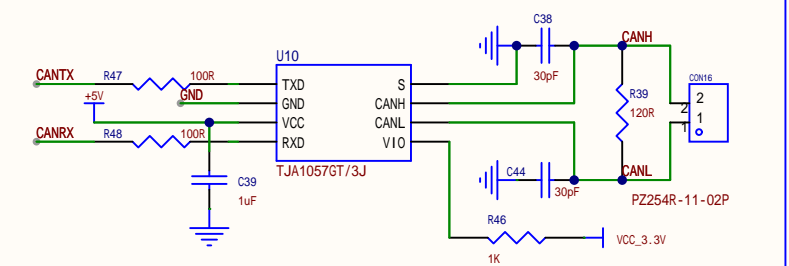 C38
CANH
30pF
U10
CANTX
R47
100R
GND
+5V
CANRX
R48
100R
TXD
GND
VCC
RXD
S
CANH
CANL
VIO
TJA1057GT/3J
C39
1uF
R39
120R
CON16
2
2
1
1
C44
30pF
CANL
PZ254R-11-02P
R46
1K
VCC_3.3V